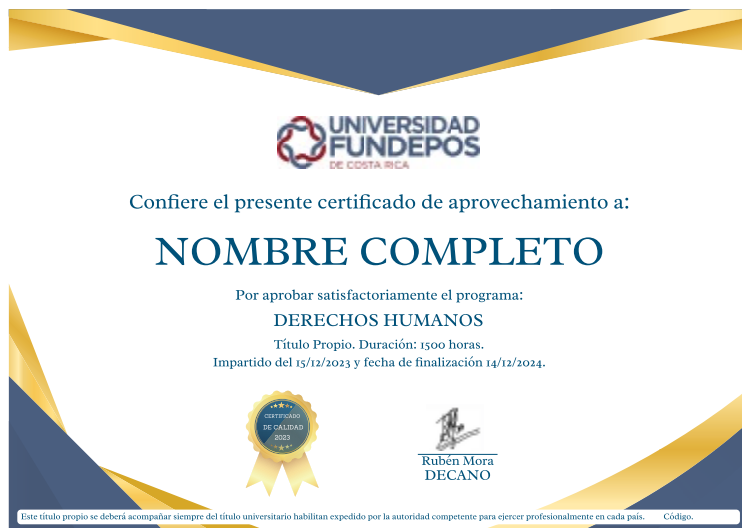 UNIVERSIDAD
FUNDEPOS
DE COSTA RICA
Confiere el presente certificado de aprovechamiento a:
NOMBRE COMPLETO
Por aprobar satisfactoriamente el programa:
DERECHOS HUMANOS
Título Propio. Duración: 1500 horas.
Impartido del 15/12/2023 y fecha de finalización 14/12/2024.
CERTIFICADO
DE CALIDAD
2023
Rubén Mora
DECANO
Este título propio se deberá acompañar siempre del título universitario habilitan expedido por la autoridad competente para ejercer profesionalmente en cada país. Código.